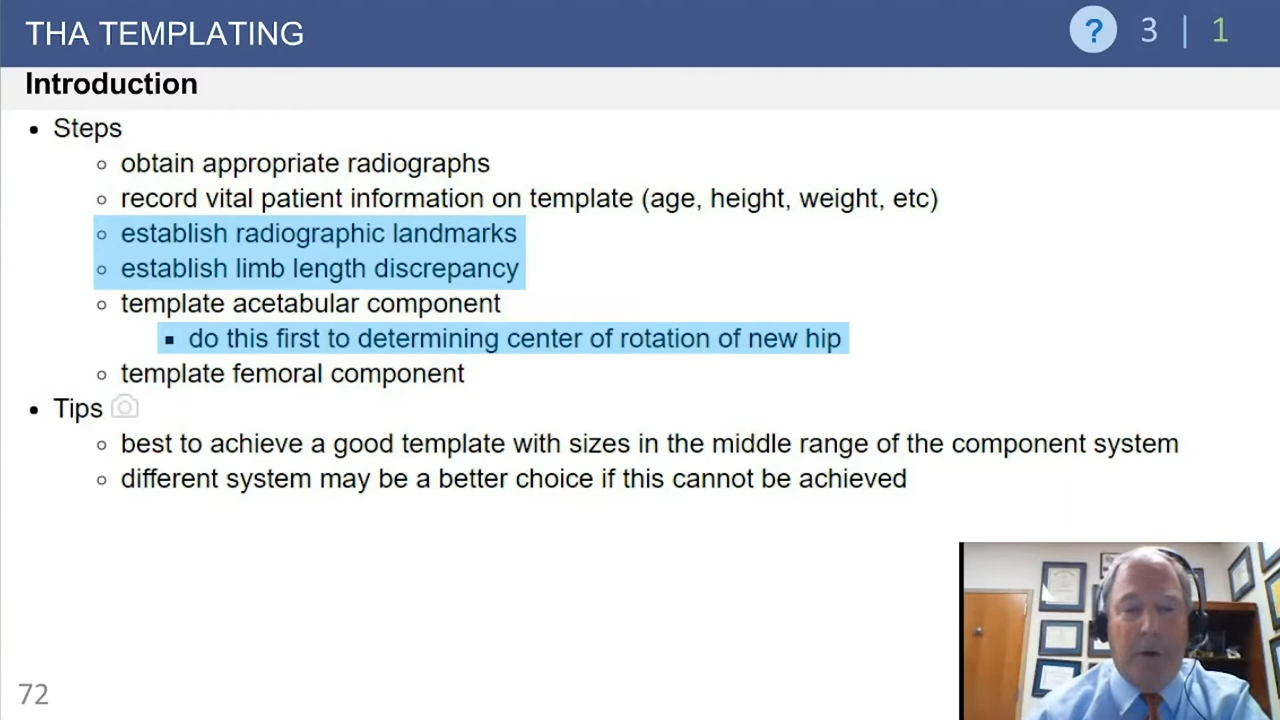 THA TEMPLATING
? 3 | 1
Introduction
• Steps
○ obtain appropriate radiographs
○ record vital patient information on template (age, height, weight, etc)
○ establish radiographic landmarks
○ establish limb length discrepancy
○ template acetabular component
▪ do this first to determining center of rotation of new hip
○ template femoral component
• Tips
○ best to achieve a good template with sizes in the middle range of the component system
○ different system may be a better choice if this cannot be achieved
72